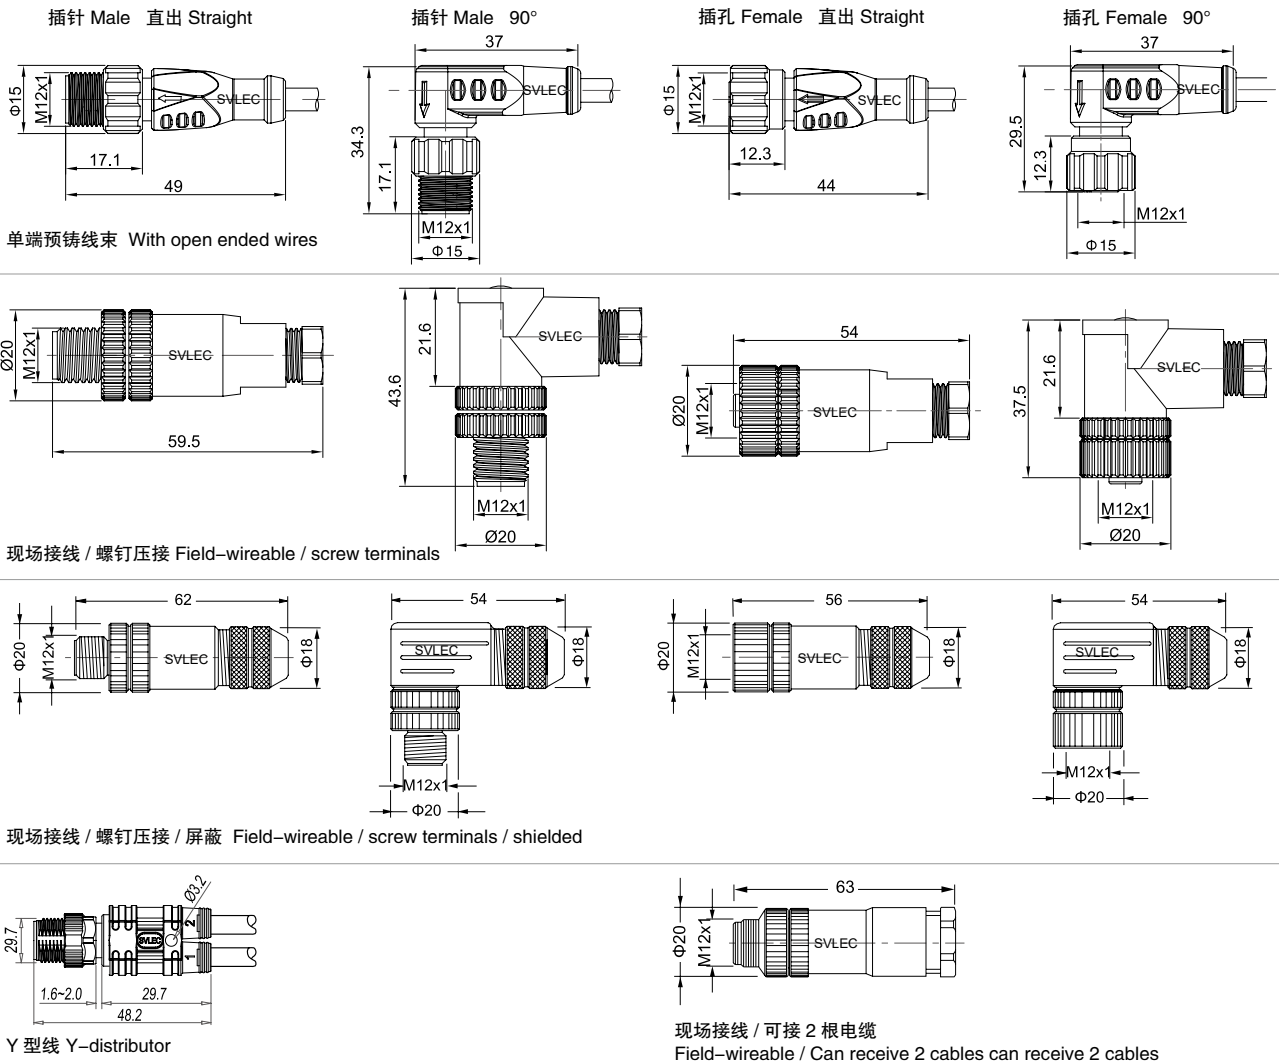 插针 Male 直出 Straight
插针 Male 90°
插孔 Female 直出 Straight
插孔 Female 90°
Φ15
M12x1
SVLEC
17.1
49
37
SVLEC
34.3
17.1
M12x1
Φ15
Φ15
M12x1
SVLEC
12.3
44
37
SVLEC
29.5
12.3
M12x1
Φ15
单端预铸线束 With open ended wires
Ø20
M12x1
SVLEC
59.5
21.6
43.6
SVLEC
M12x1
Ø20
54
Ø20
M12x1
SVLEC
37.5
21.6
SVLEC
M12x1
Ø20
现场接线 / 螺钉压接 Field–wireable / screw terminals
62
Φ20
M12x1
SVLEC
Φ18
54
SVLEC
Φ18
M12x1
Φ20
56
Φ20
M12x1
SVLEC
Φ18
54
SVLEC
Φ18
M12x1
Φ20
现场接线 / 螺钉压接 / 屏蔽 Field–wireable / screw terminals / shielded
Ø3.2
29.7
SVLEC
2
1
1.6~2.0
29.7
48.2
Y 型线 Y–distributor
63
Φ20
M12x1
SVLEC
现场接线 / 可接 2 根电缆
Field–wireable / Can receive 2 cables can receive 2 cables